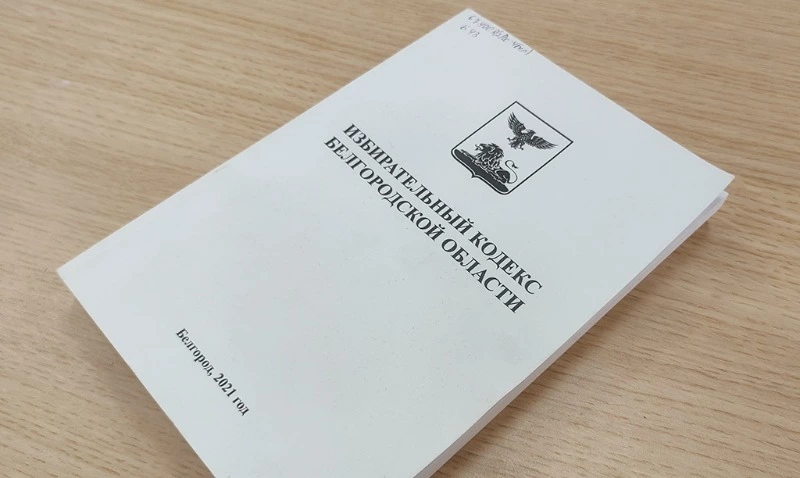 ИЗБИРАТЕЛЬНЫЙ КОДЕКС
БЕЛГОРОДСКОЙ ОБЛАСТИ
Белгород, 2021 год